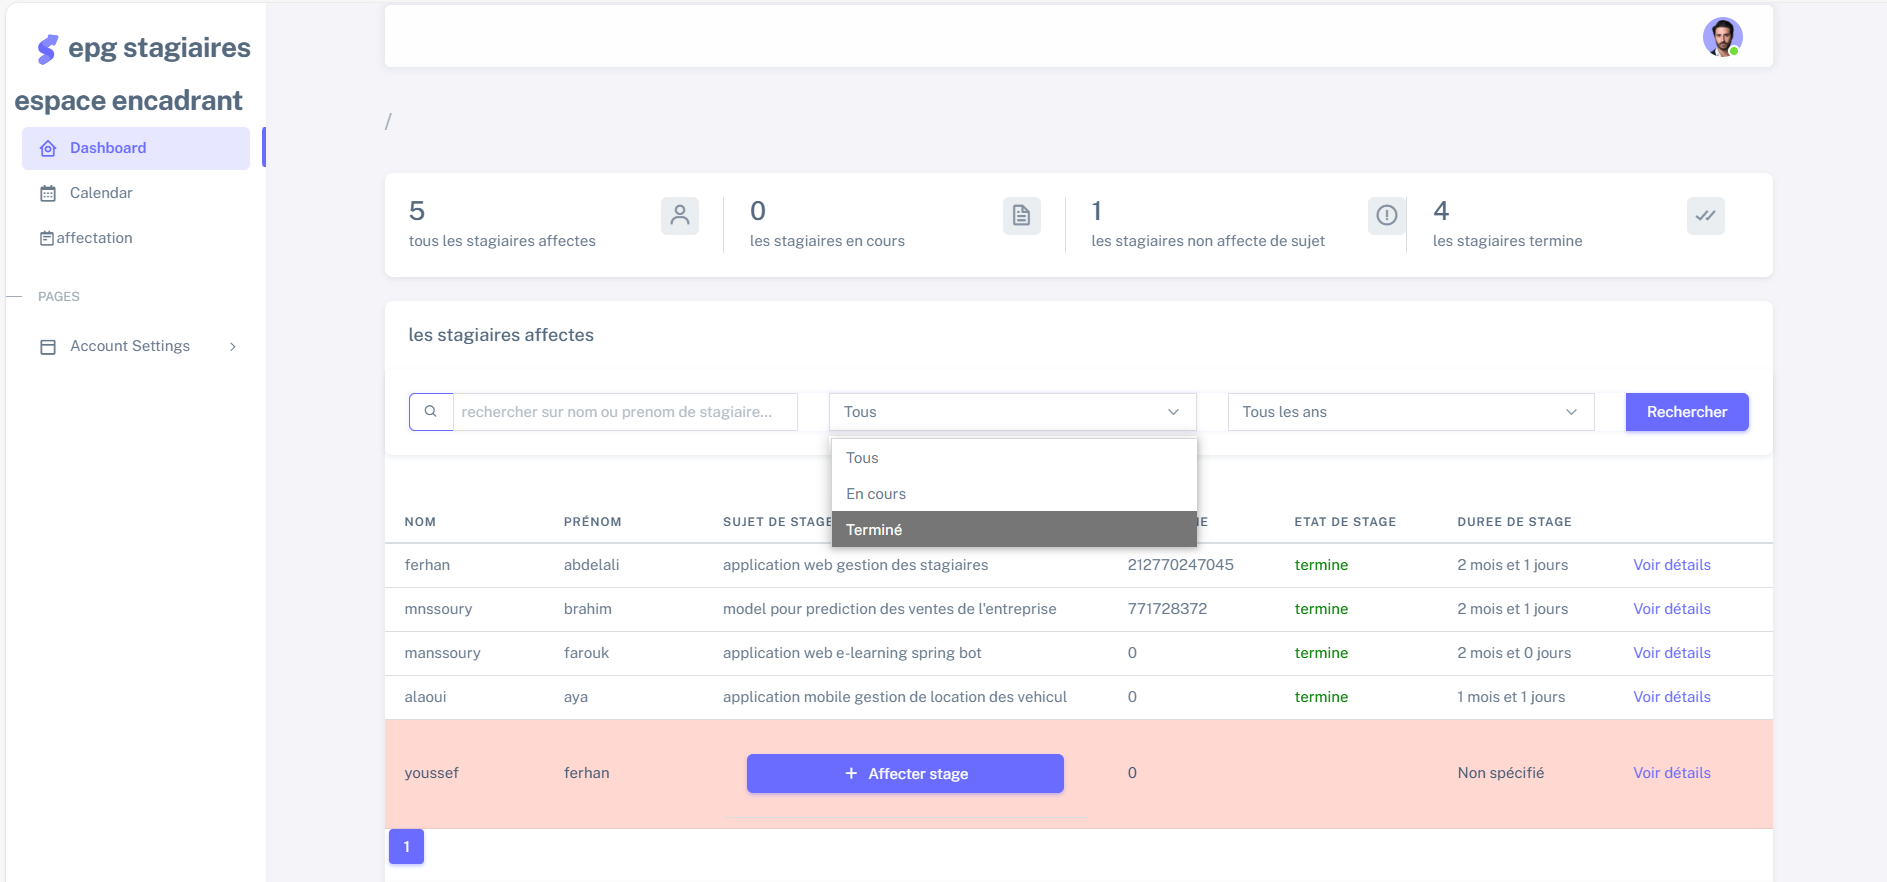 epg stagiaires
espace encadrant
Dashboard
Calendar
affectation
PAGES
Account Settings
/
5
tous les stagiaires affectes
0
les stagiaires en cours
1
les stagiaires non affecte de sujet
4
les stagiaires termine
les stagiaires affectes
rechercher sur nom ou prenom de stagiaire...
Tous
Tous les ans
Rechercher
Tous
En cours
Terminé
NOM PRÉNOM SUJET DE STAGE ETAT DE STAGE DUREE DE STAGE
ferhan abdelali application web gestion des stagiaires 212770247045 termine 2 mois et 1 jours Voir détails
mnssoury brahim model pour prediction des ventes de l'entreprise 771728372 termine 2 mois et 1 jours Voir détails
manssoury farouk application web e-learning spring bot 0 termine 2 mois et 0 jours Voir détails
alaoui aya application mobile gestion de location des vehicul 0 termine 1 mois et 1 jours Voir détails
youssef ferhan + Affecter stage 0 Non spécifié Voir détails
1